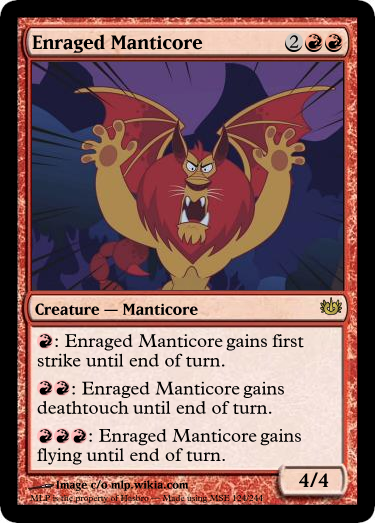 Enraged Manticore 2
Creature — Manticore
: Enraged Manticore gains first
strike until end of turn.
: Enraged Manticore gains
deathtouch until end of turn.
: Enraged Manticore gains
flying until end of turn.
Image c/o mlp.wikia.com
MLP is the property of Hasbro — Made using MSE 124/244
4/4